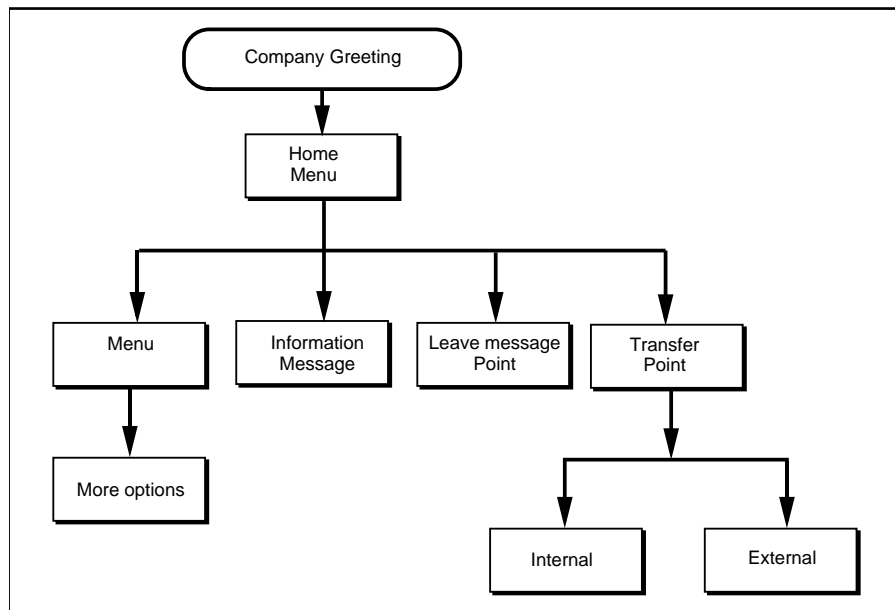 Company Greeting
Home
Menu
Menu
Information
Message
Leave message
Point
Transfer
Point
More options
Internal
External